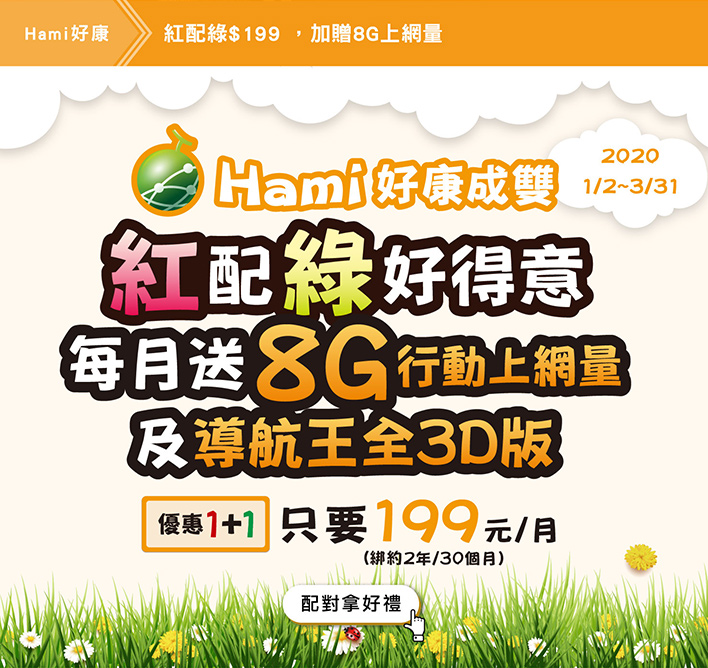 Hami好康
紅配綠$199 ，加贈8G上網量
Hami 好康成雙
2020
1/2~3/31
紅配綠好得意
每月送8G行動上網量
及導航王全3D版
優惠1+1 只要199元/月
(綁約2年/30個月)
配對拿好禮